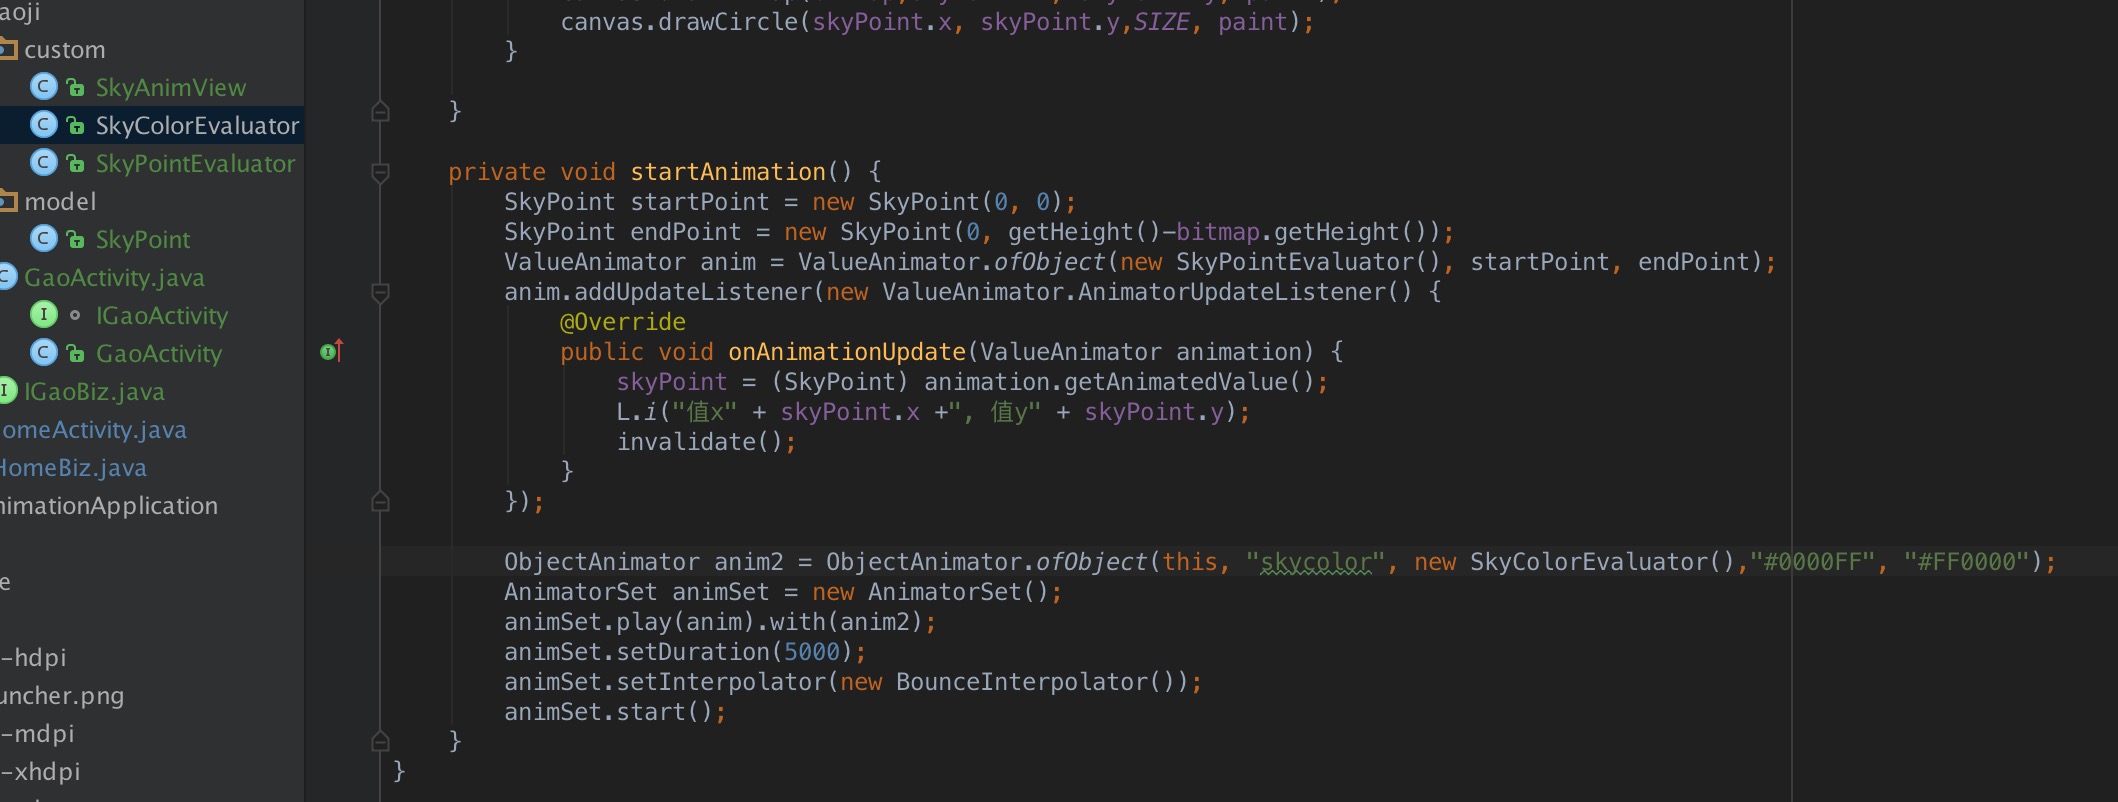 aoji
custom
SkyAnimView
SkyColorEvaluator
SkyPointEvaluator
model
SkyPoint
GaoActivity.java
IGaoActivity
GaoActivity
IGaoBiz.java
omeActivity.java
HomeBiz.java
nimationApplication
e
-hdpi
uncher.png
-mdpi
-xhdpi
canvas.drawCircle(skyPoint.x, skyPoint.y,SIZE, paint);
}
}
private void startAnimation() {
SkyPoint startPoint = new SkyPoint(0, 0);
SkyPoint endPoint = new SkyPoint(0, getHeight()-bitmap.getHeight());
ValueAnimator anim = ValueAnimator.ofObject(new SkyPointEvaluator(), startPoint, endPoint);
anim.addUpdateListener(new ValueAnimator.AnimatorUpdateListener() {
@Override
public void onAnimationUpdate(ValueAnimator animation) {
skyPoint = (SkyPoint) animation.getAnimatedValue();
L.i("值x" + skyPoint.x +", 值y" + skyPoint.y);
invalidate();
}
});
ObjectAnimator anim2 = ObjectAnimator.ofObject(this, "skycolor", new SkyColorEvaluator(),"#0000FF", "#FF0000");
AnimatorSet animSet = new AnimatorSet();
animSet.play(anim).with(anim2);
animSet.setDuration(5000);
animSet.setInterpolator(new BounceInterpolator());
animSet.start();
}
}